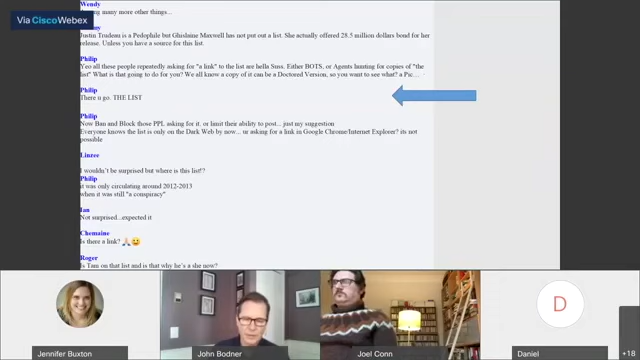 Via Cisco Webex
Wendy
many more other things...
Justin Trudeau is a Pedophile but Ghislaine Maxwell has not put out a list. She actually offered 28.5 million dollars bond for her
release. Unless you have a source for this list.
Philip
Yeo all these people repeatedly asking for "a link" to the list are hella Suss. Either BOTS, or Agents hunting for copies of "the
list" What is that going to do for you? We all know a copy of it can be a Doctored Version, so you want to see what? a Pic....
Philip
There u go. THE LIST
Philip
Now Ban and Block those PPL asking for it. or limit their ability to post... just my suggestion
Everyone knows the list is only on the Dark Web by now... ur asking for a link in Google Chrome/Internet Explorer? its not
possible
Linzee
I wouldn't be surprised but where is this list!?
Philip
it was only circulating around 2012-2013
when it was still "a conspiracy"
Ian
Not surprised...expected it
Chemaine
Is there a link? 🙏🏻😀
Roger
Is Tam on that list and is that why he's a she now?
D
Jennifer Buxton
John Bodner
Joel Conn
Daniel
+18